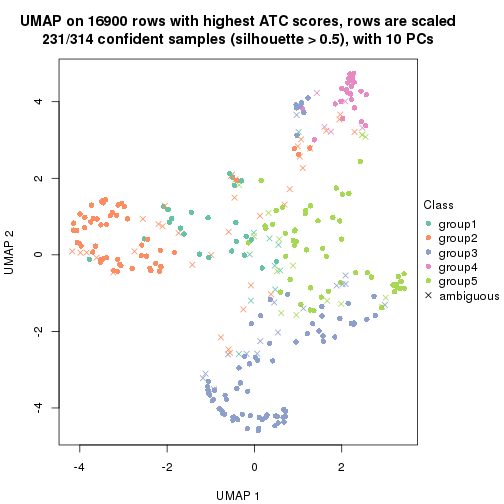 UMAP on 16900 rows with highest ATC scores, rows are scaled
231/314 confident samples (silhouette > 0.5), with 10 PCs
4
2
0
-2
-4
UMAP 2
-4
-2
0
2
UMAP 1
Class
group1
group2
group3
group4
group5
ambiguous